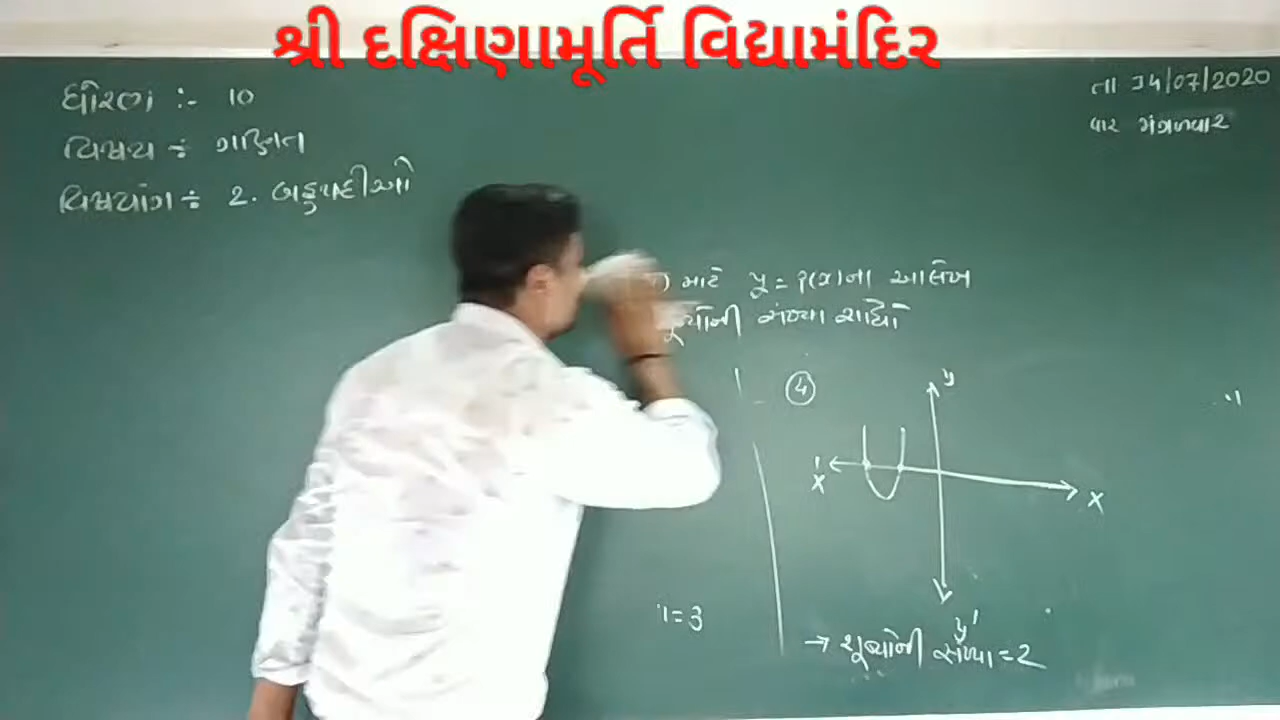 શ્રી દક્ષિણામૂર્તિ વિદ્યામંદિર
ધોરણ :- 10
વિષય ÷ ગણિત
વિષયાંગ ÷ 2. બહુપદીઓ
તા 14/07/2020
વાર મંગળવાર
માટે y = p(x)ના આલેખ
શૂન્યોની સંખ્યા શોધો
= 3
④
y
x'
x
y'
→ શૂન્યોની સંખ્યા = 2